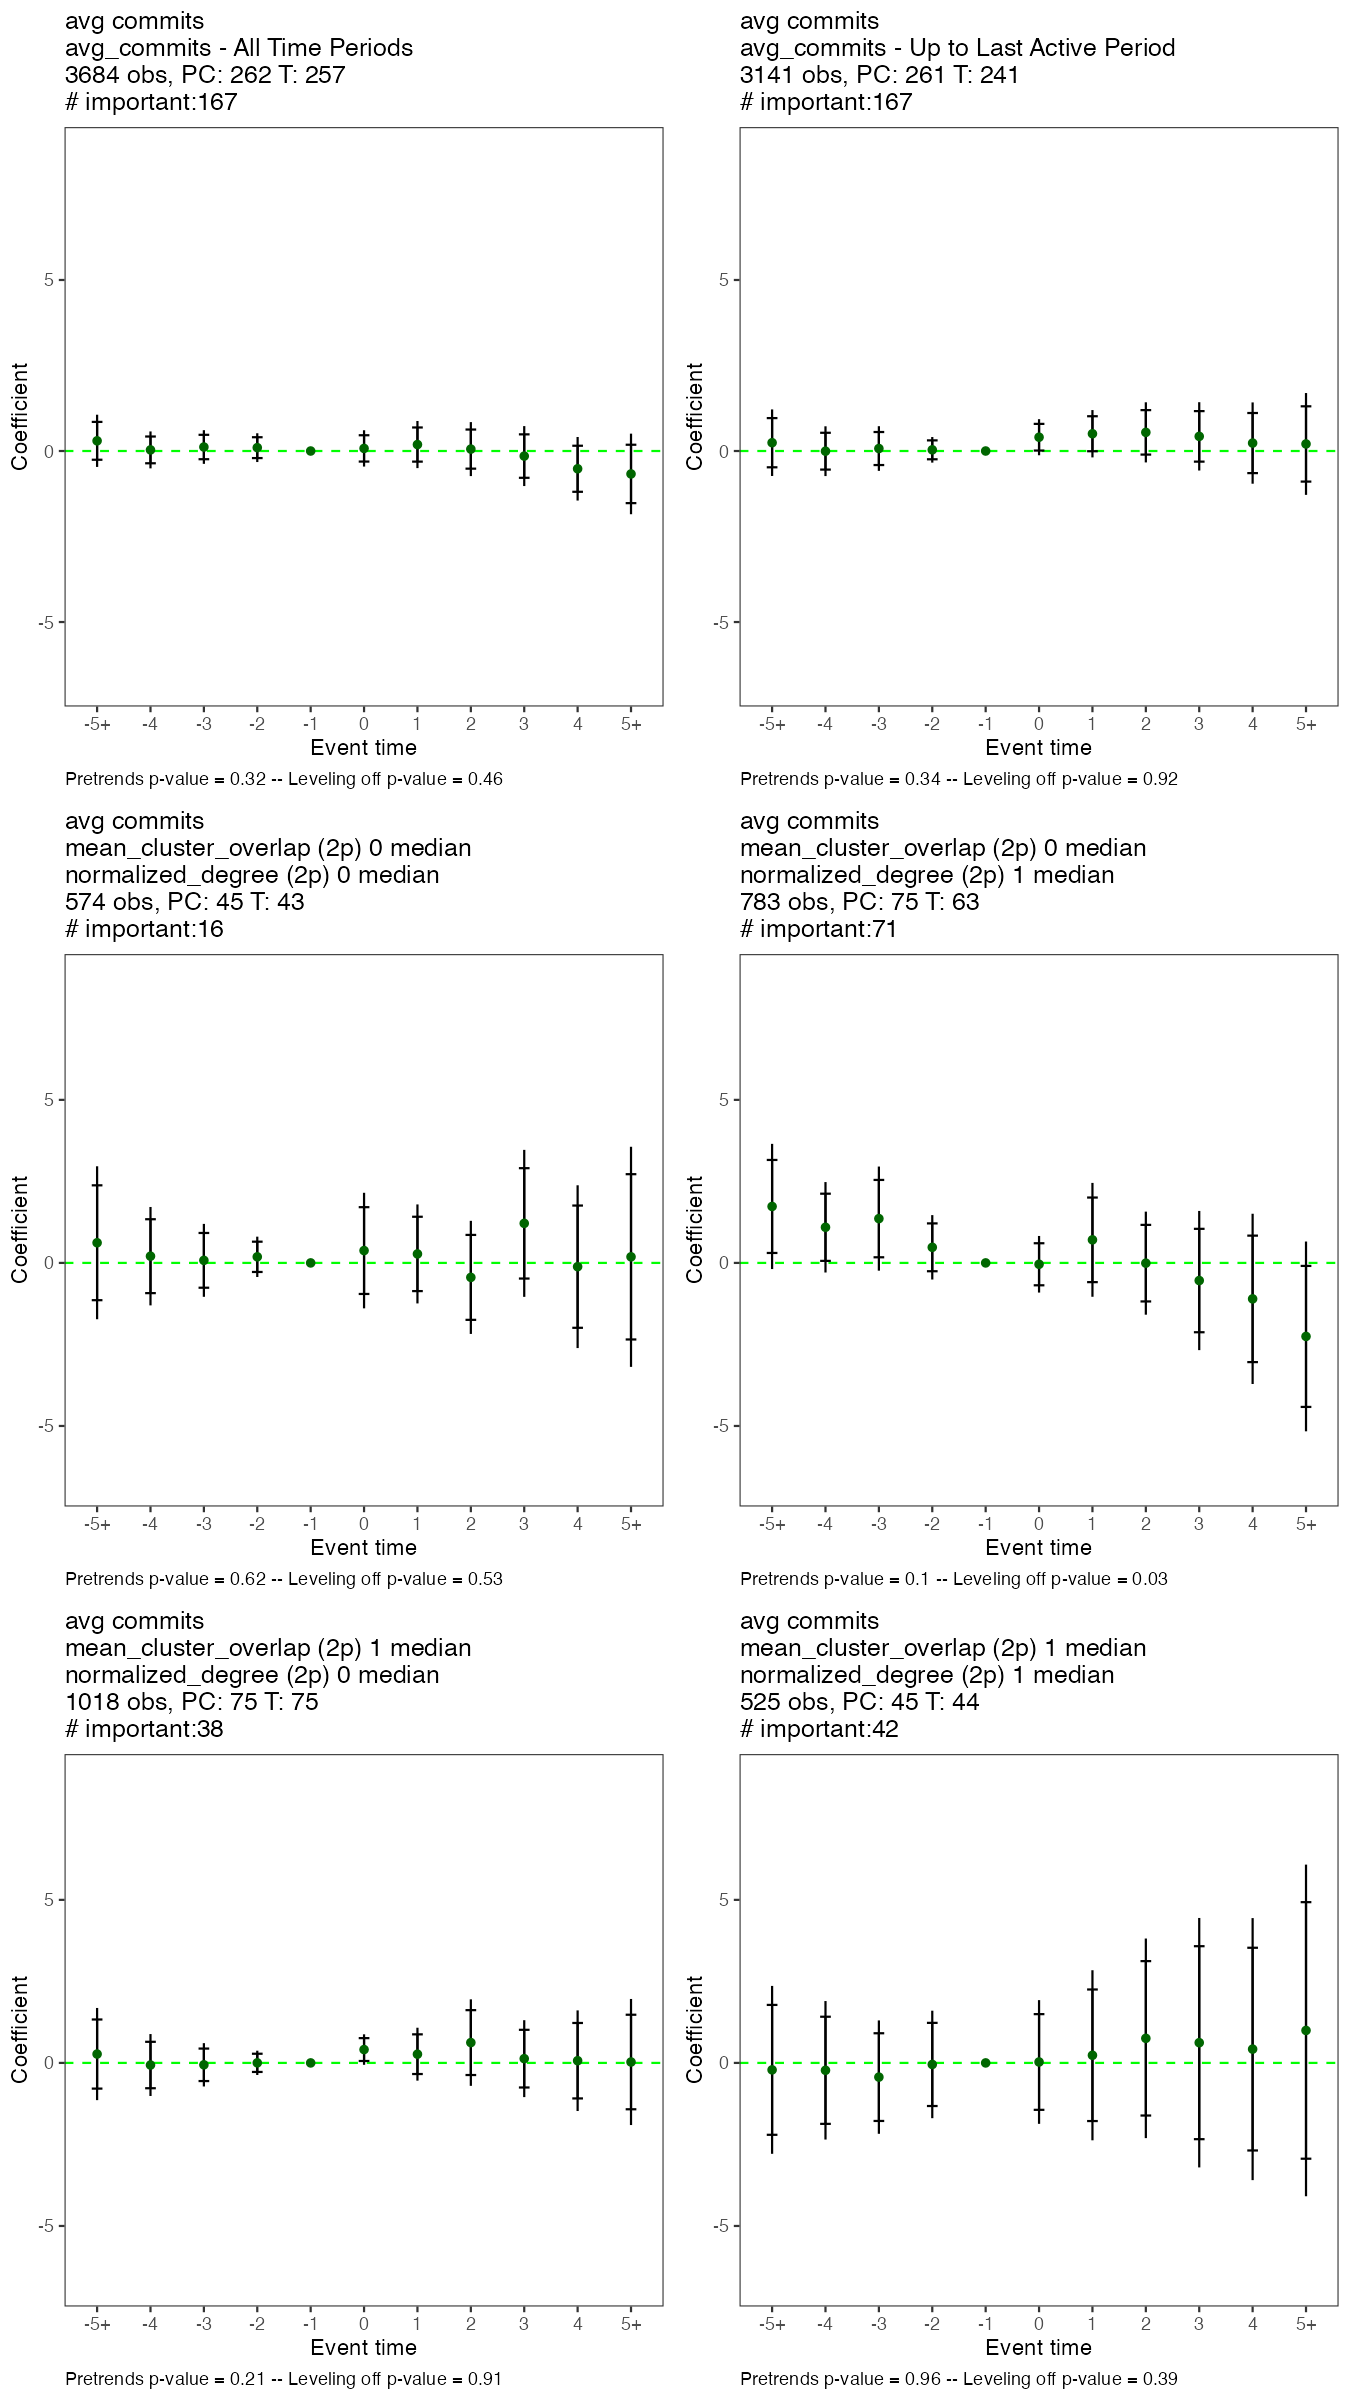 avg commits
avg_commits - All Time Periods
3684 obs, PC: 262 T: 257
# important:167
Coefficient
5
0
-5
-5+ -4 -3 -2 -1 0 1 2 3 4 5+
Event time
Pretrends p-value = 0.32 -- Leveling off p-value = 0.46
avg commits
avg_commits - Up to Last Active Period
3141 obs, PC: 261 T: 241
# important:167
Coefficient
5
0
-5
-5+ -4 -3 -2 -1 0 1 2 3 4 5+
Event time
Pretrends p-value = 0.34 -- Leveling off p-value = 0.92
avg commits
mean_cluster_overlap (2p) 0 median
normalized_degree (2p) 0 median
574 obs, PC: 45 T: 43
# important:16
Coefficient
5
0
-5
-5+ -4 -3 -2 -1 0 1 2 3 4 5+
Event time
Pretrends p-value = 0.62 -- Leveling off p-value = 0.53
avg commits
mean_cluster_overlap (2p) 0 median
normalized_degree (2p) 1 median
783 obs, PC: 75 T: 63
# important:71
Coefficient
5
0
-5
-5+ -4 -3 -2 -1 0 1 2 3 4 5+
Event time
Pretrends p-value = 0.1 -- Leveling off p-value = 0.03
avg commits
mean_cluster_overlap (2p) 1 median
normalized_degree (2p) 0 median
1018 obs, PC: 75 T: 75
# important:38
Coefficient
5
0
-5
-5+ -4 -3 -2 -1 0 1 2 3 4 5+
Event time
Pretrends p-value = 0.21 -- Leveling off p-value = 0.91
avg commits
mean_cluster_overlap (2p) 1 median
normalized_degree (2p) 1 median
525 obs, PC: 45 T: 44
# important:42
Coefficient
5
0
-5
-5+ -4 -3 -2 -1 0 1 2 3 4 5+
Event time
Pretrends p-value = 0.96 -- Leveling off p-value = 0.39